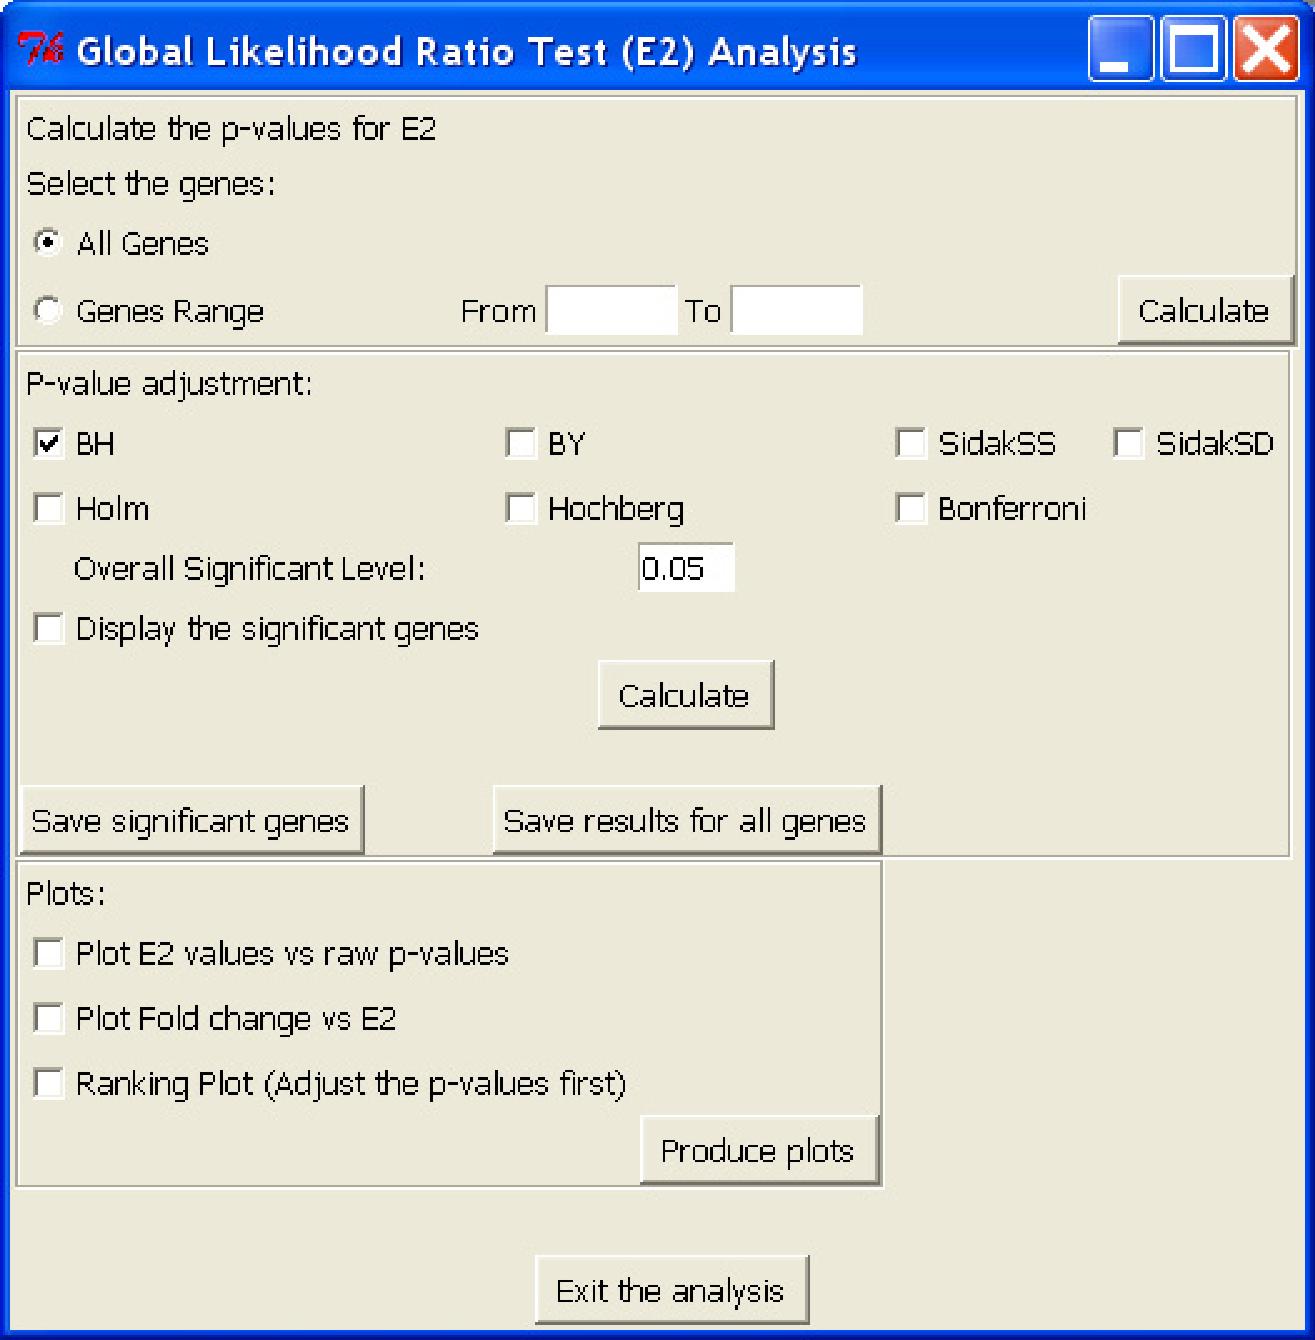 Global Likelihood Ratio Test (E2) Analysis
Calculate the p-values for E2
Select the genes:
All Genes
Genes Range From To Calculate
P-value adjustment:
BH BY SidakSS SidakSD
Holm Hochberg Bonferroni
Overall Significant Level: 0.05
Display the significant genes
Calculate
Save significant genes Save results for all genes
Plots:
Plot E2 values vs raw p-values
Plot Fold change vs E2
Ranking Plot (Adjust the p-values first)
Produce plots
Exit the analysis